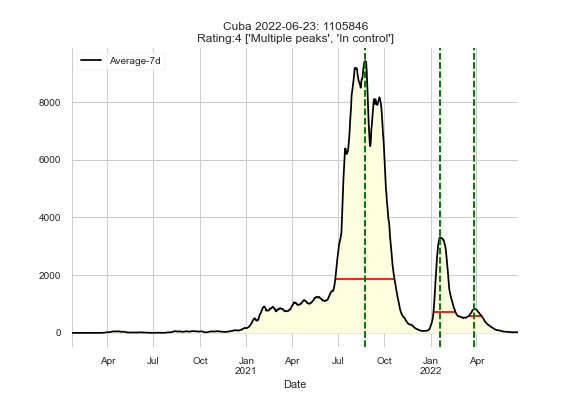 Cuba 2022-06-23: 1105846
Rating:4 ['Multiple peaks', 'In control']
Average-7d
8000
6000
4000
2000
0
Apr Jul Oct Jan Apr Jul Oct Jan Apr
2021 2022
Date